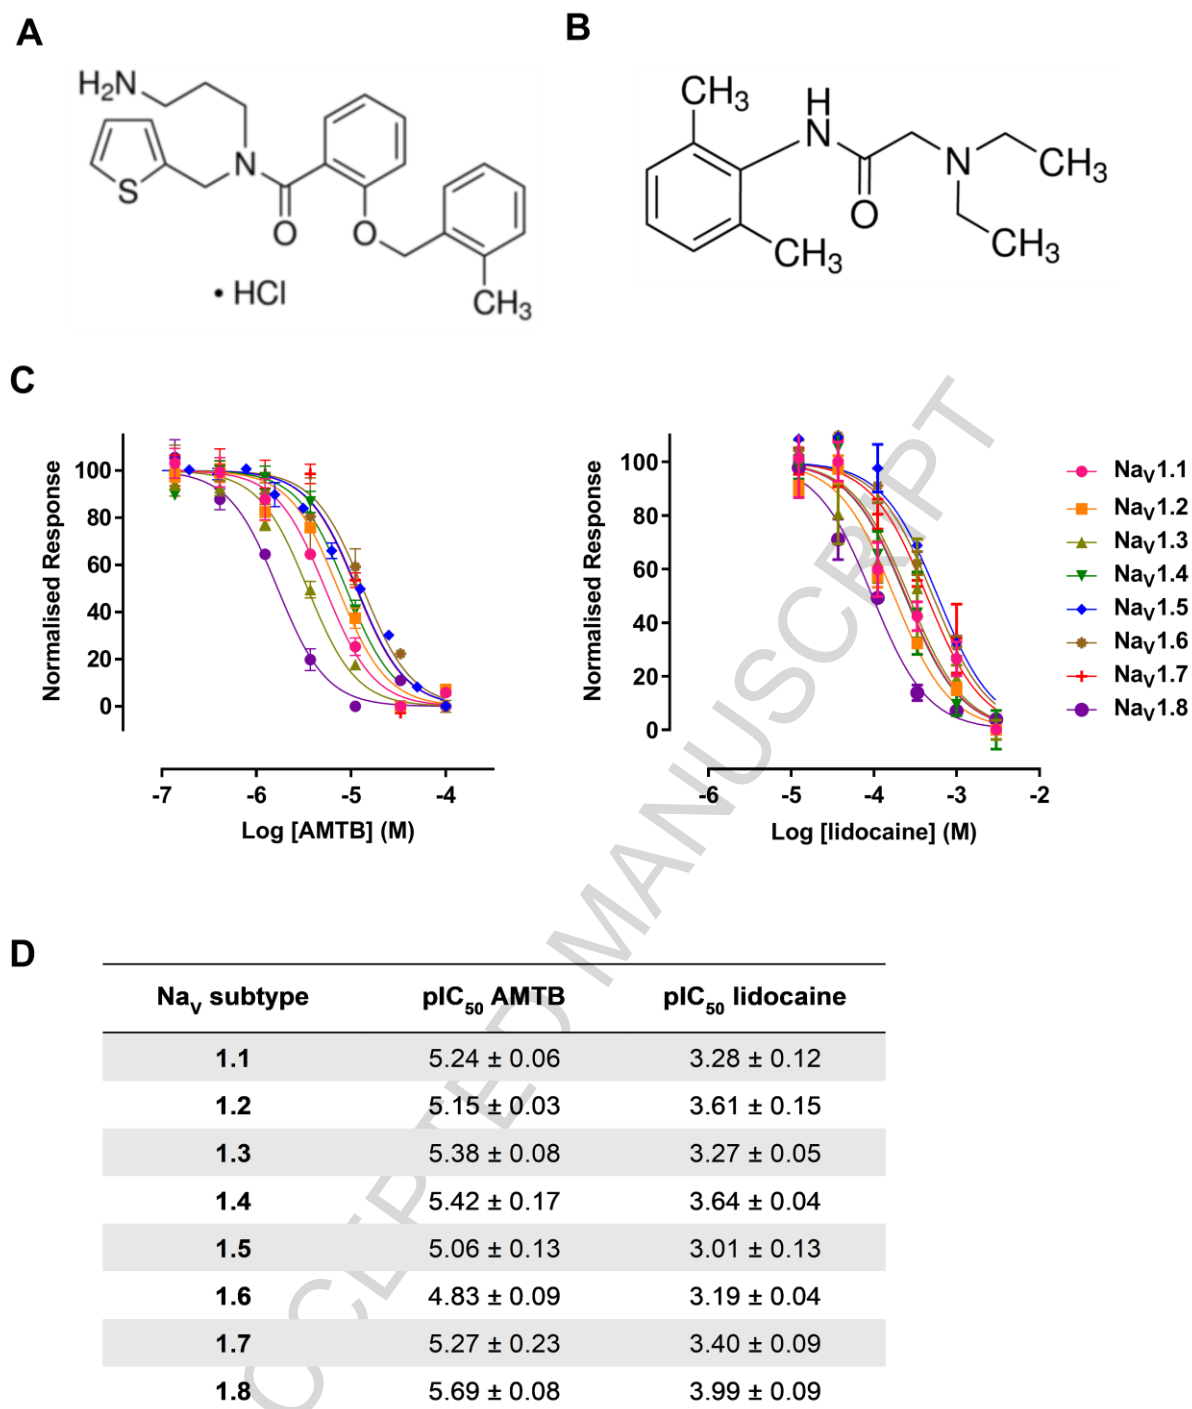 A
B
H₂N
S
N
O
O
CH₃
• HCl
CH₃
H
N
O
N
CH₃
CH₃
CH₃
C
Normalised Response
100
80
60
40
20
0
-7 -6 -5 -4
Log [AMTB] (M)
Normalised Response
100
80
60
40
20
0
-6 -5 -4 -3 -2
Log [lidocaine] (M)
Naᵥ1.1
Naᵥ1.2
Naᵥ1.3
Naᵥ1.4
Naᵥ1.5
Naᵥ1.6
Naᵥ1.7
Naᵥ1.8
D
Naᵥ subtype pIC₅₀ AMTB pIC₅₀ lidocaine
1.1 5.24 ± 0.06 3.28 ± 0.12
1.2 5.15 ± 0.03 3.61 ± 0.15
1.3 5.38 ± 0.08 3.27 ± 0.05
1.4 5.42 ± 0.17 3.64 ± 0.04
1.5 5.06 ± 0.13 3.01 ± 0.13
1.6 4.83 ± 0.09 3.19 ± 0.04
1.7 5.27 ± 0.23 3.40 ± 0.09
1.8 5.69 ± 0.08 3.99 ± 0.09
CCEPTED MANUSCRIPT